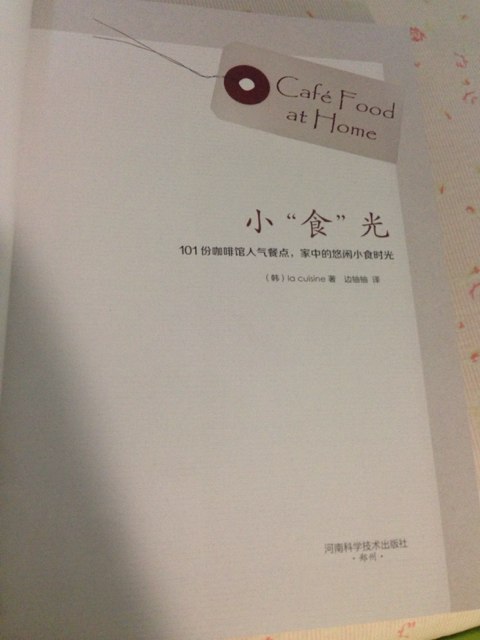 Café Food
at Home
小“食”光
101份咖啡馆人气餐点，家中的悠闲小食时光
（韩）la cuisine 著 边铀铀 译
河南科学技术出版社
·郑州·